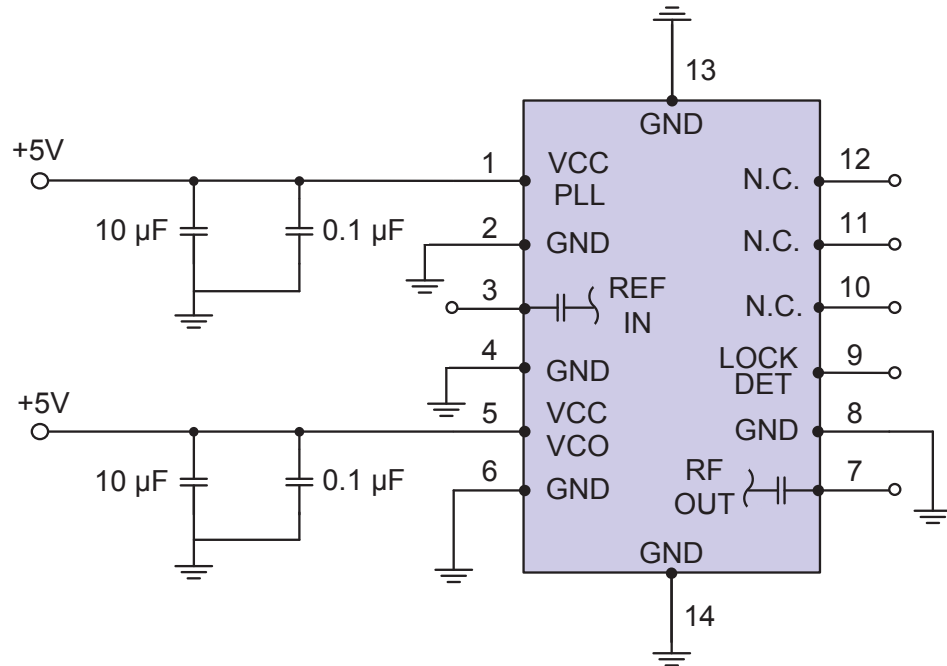 13
GND
+5V
1
VCC
PLL
N.C.
12
10 µF
0.1 µF
2
GND
N.C.
11
3
REF
IN
N.C.
10
4
GND
LOCK
DET
9
+5V
5
VCC
VCO
GND
8
10 µF
0.1 µF
6
GND
RF
OUT
7
GND
14